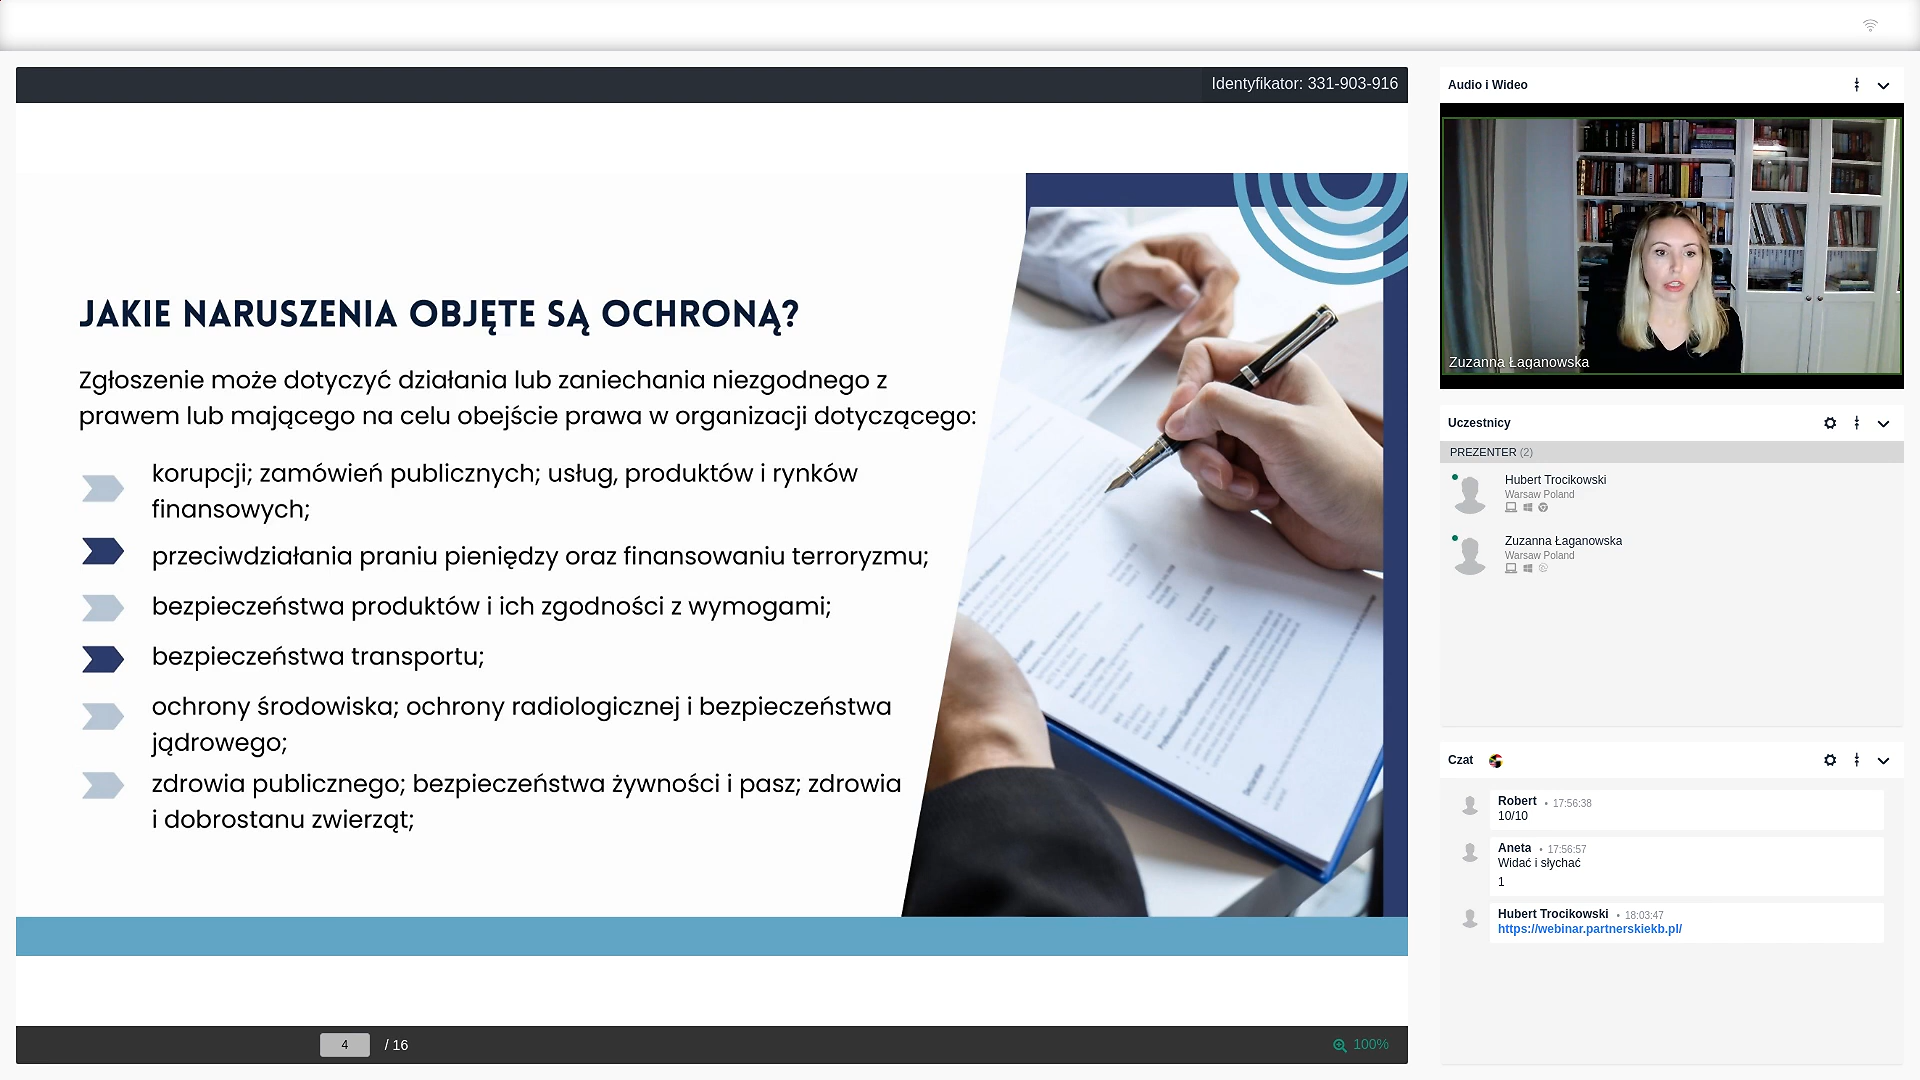 Identyfikator: 331-903-916
JAKIE NARUSZENIA OBJĘTE SĄ OCHRONĄ?
Zgłoszenie może dotyczyć działania lub zaniechania niezgodnego z
prawem lub mającego na celu obejście prawa w organizacji dotyczącego:
korupcji; zamówień publicznych; usług, produktów i rynków
finansowych;
przeciwdziałania praniu pieniędzy oraz finansowaniu terroryzmu;
bezpieczeństwa produktów i ich zgodności z wymogami;
bezpieczeństwa transportu;
ochrony środowiska; ochrony radiologicznej i bezpieczeństwa
jądrowego;
zdrowia publicznego; bezpieczeństwa żywności i pasz; zdrowia
i dobrostanu zwierząt;
4 / 16
100%
Audio i Wideo
Zuzanna Łaganowska
Uczestnicy
PREZENTER (2)
Hubert Trocikowski
Warsaw Poland
Zuzanna Łaganowska
Warsaw Poland
Czat
Robert • 17:56:38
10/10
Aneta • 17:56:57
Widać i słychać
1
Hubert Trocikowski • 18:03:47
https://webinar.partnerskiekb.pl/